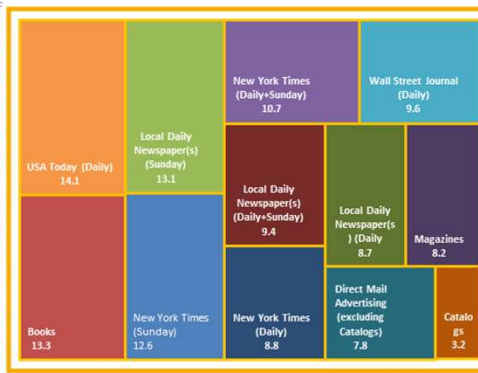 USA Today (Daily)
14.1
Local Daily
Newspaper(s)
(Sunday)
13.1
New York Times
(Daily+Sunday)
10.7
Wall Street Journal
(Daily)
9.6
Local Daily
Newspaper(s)
(Daily+Sunday)
9.4
Local Daily
Newspaper(s
) (Daily
8.7
Magazines
8.2
Books
13.3
New York Times
(Sunday)
12.6
New York Times
(Daily)
8.8
Direct Mail
Advertising
(excluding
Catalogs)
7.8
Catalo
gs
3.2